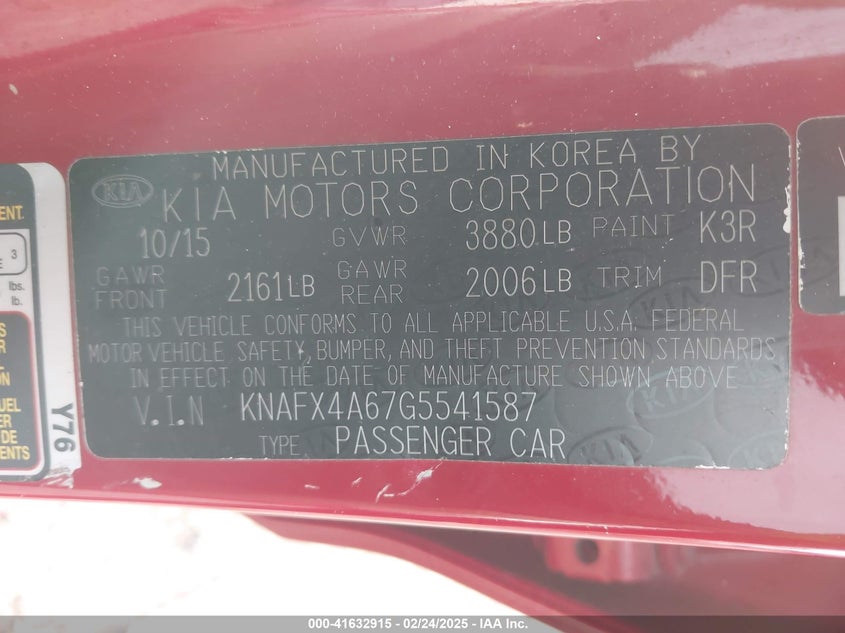 MANUFACTURED IN KOREA BY
KIA
KIA MOTORS CORPORATION
10/15 GVWR 3880LB PAINT K3R
GAWR FRONT 2161LB GAWR REAR 2006LB TRIM DFR
THIS VEHICLE CONFORMS TO ALL APPLICABLE U.S.A. FEDERAL
MOTOR VEHICLE SAFETY, BUMPER, AND THEFT PREVENTION STANDARDS
IN EFFECT ON THE DATE OF MANUFACTURE SHOWN ABOVE
V.I.N KNAFX4A67G5541587
TYPE PASSENGER CAR
3
lbs.
lb.
Y76
000-41632915 - 02/24/2025 - IAA Inc.